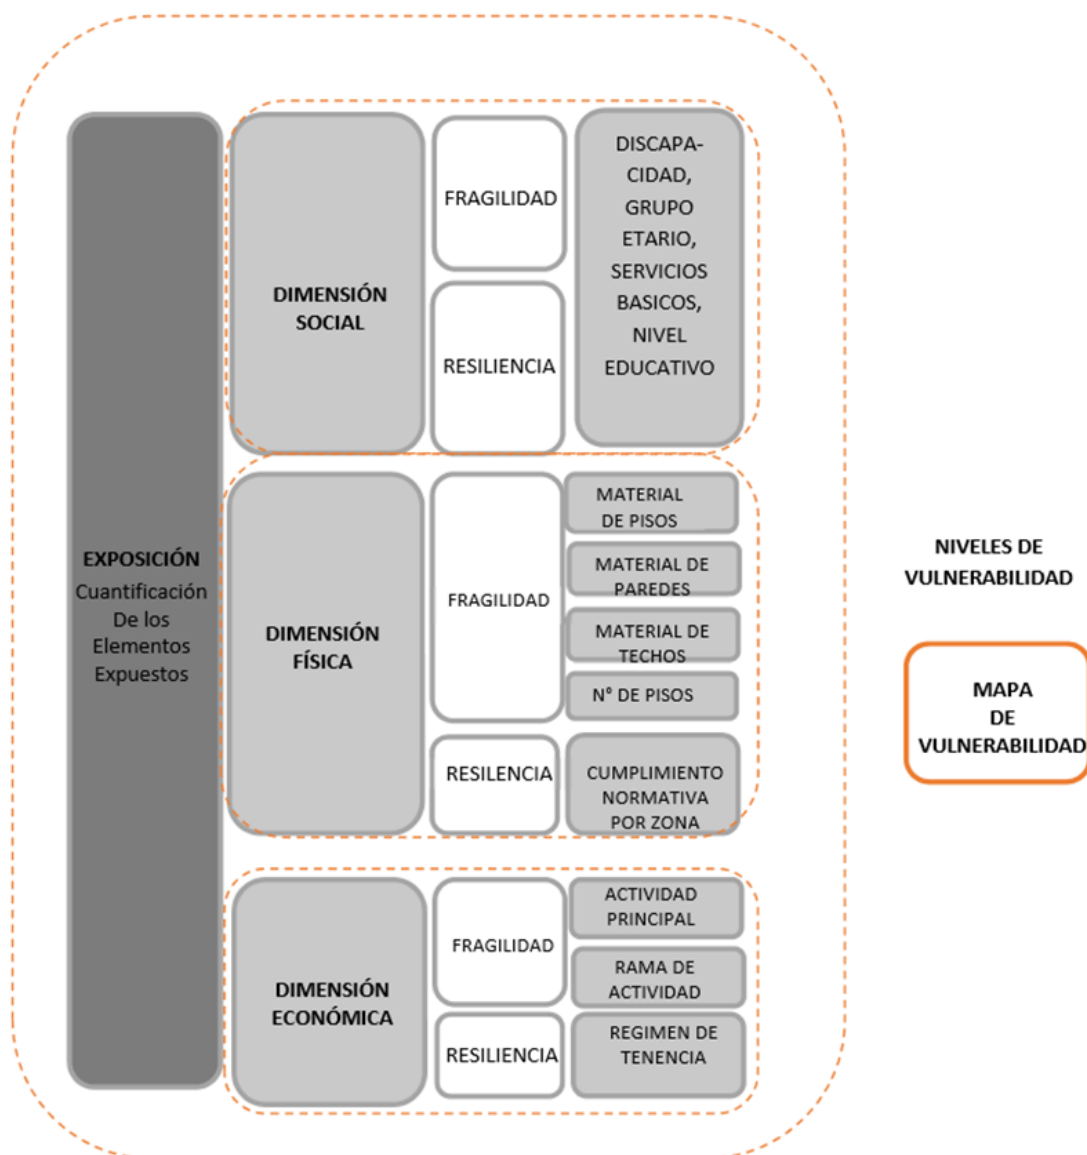 EXPOSICIÓN
Cuantificación
De los
Elementos
Expuestos
DIMENSIÓN
SOCIAL
FRAGILIDAD
RESILIENCIA
DISCAPA-
CIDAD,
GRUPO
ETARIO,
SERVICIOS
BASICOS,
NIVEL
EDUCATIVO
DIMENSIÓN
FÍSICA
FRAGILIDAD
MATERIAL
DE PISOS
MATERIAL DE
PAREDES
MATERIAL DE
TECHOS
N° DE PISOS
RESILENCIA
CUMPLIMIENTO
NORMATIVA
POR ZONA
DIMENSIÓN
ECONÓMICA
FRAGILIDAD
ACTIVIDAD
PRINCIPAL
RAMA DE
ACTIVIDAD
RESILIENCIA
REGIMEN DE
TENENCIA
NIVELES DE
VULNERABILIDAD
MAPA
DE
VULNERABILIDAD